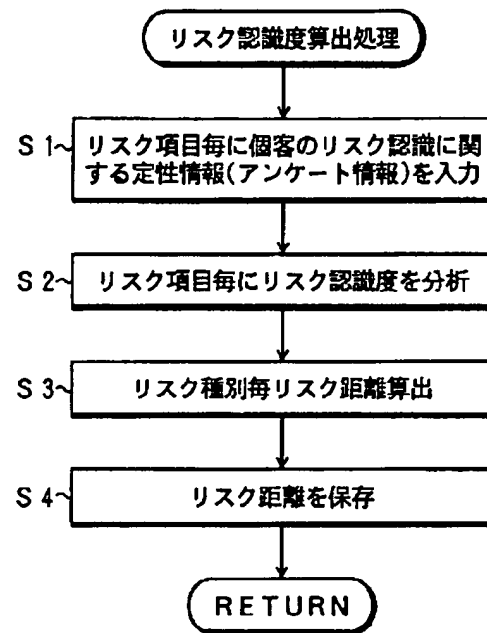 リスク認識度算出処理
S1~ リスク項目毎に個客のリスク認識に関
する定性情報(アンケート情報)を入力
S2~ リスク項目毎にリスク認識度を分析
S3~ リスク種別毎リスク距離算出
S4~ リスク距離を保存
RETURN